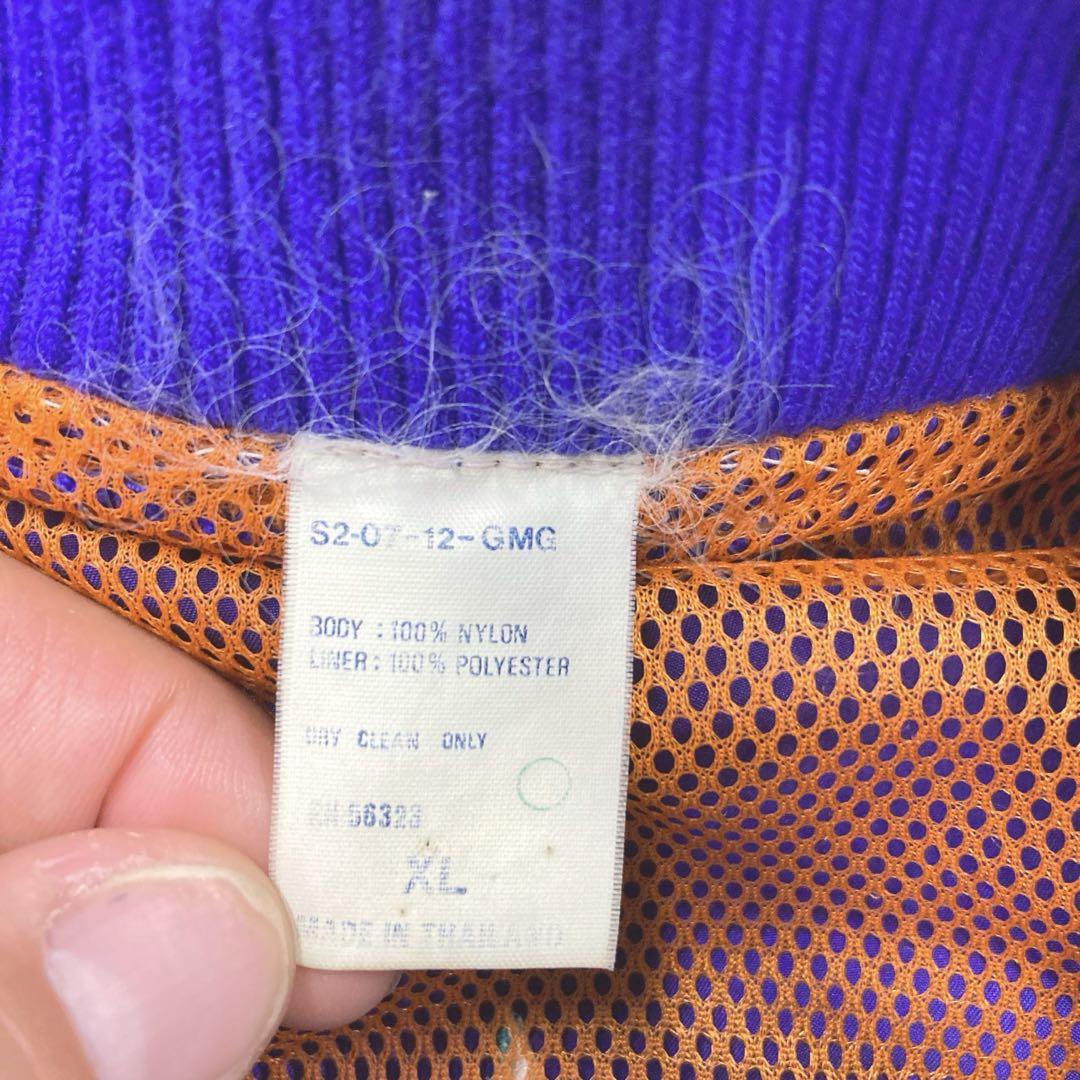 S2-07-12-GMG
BODY : 100% NYLON
LINER : 100% POLYESTER
DRY CLEAN ONLY
RN 56323
XL
MADE IN THAILAND